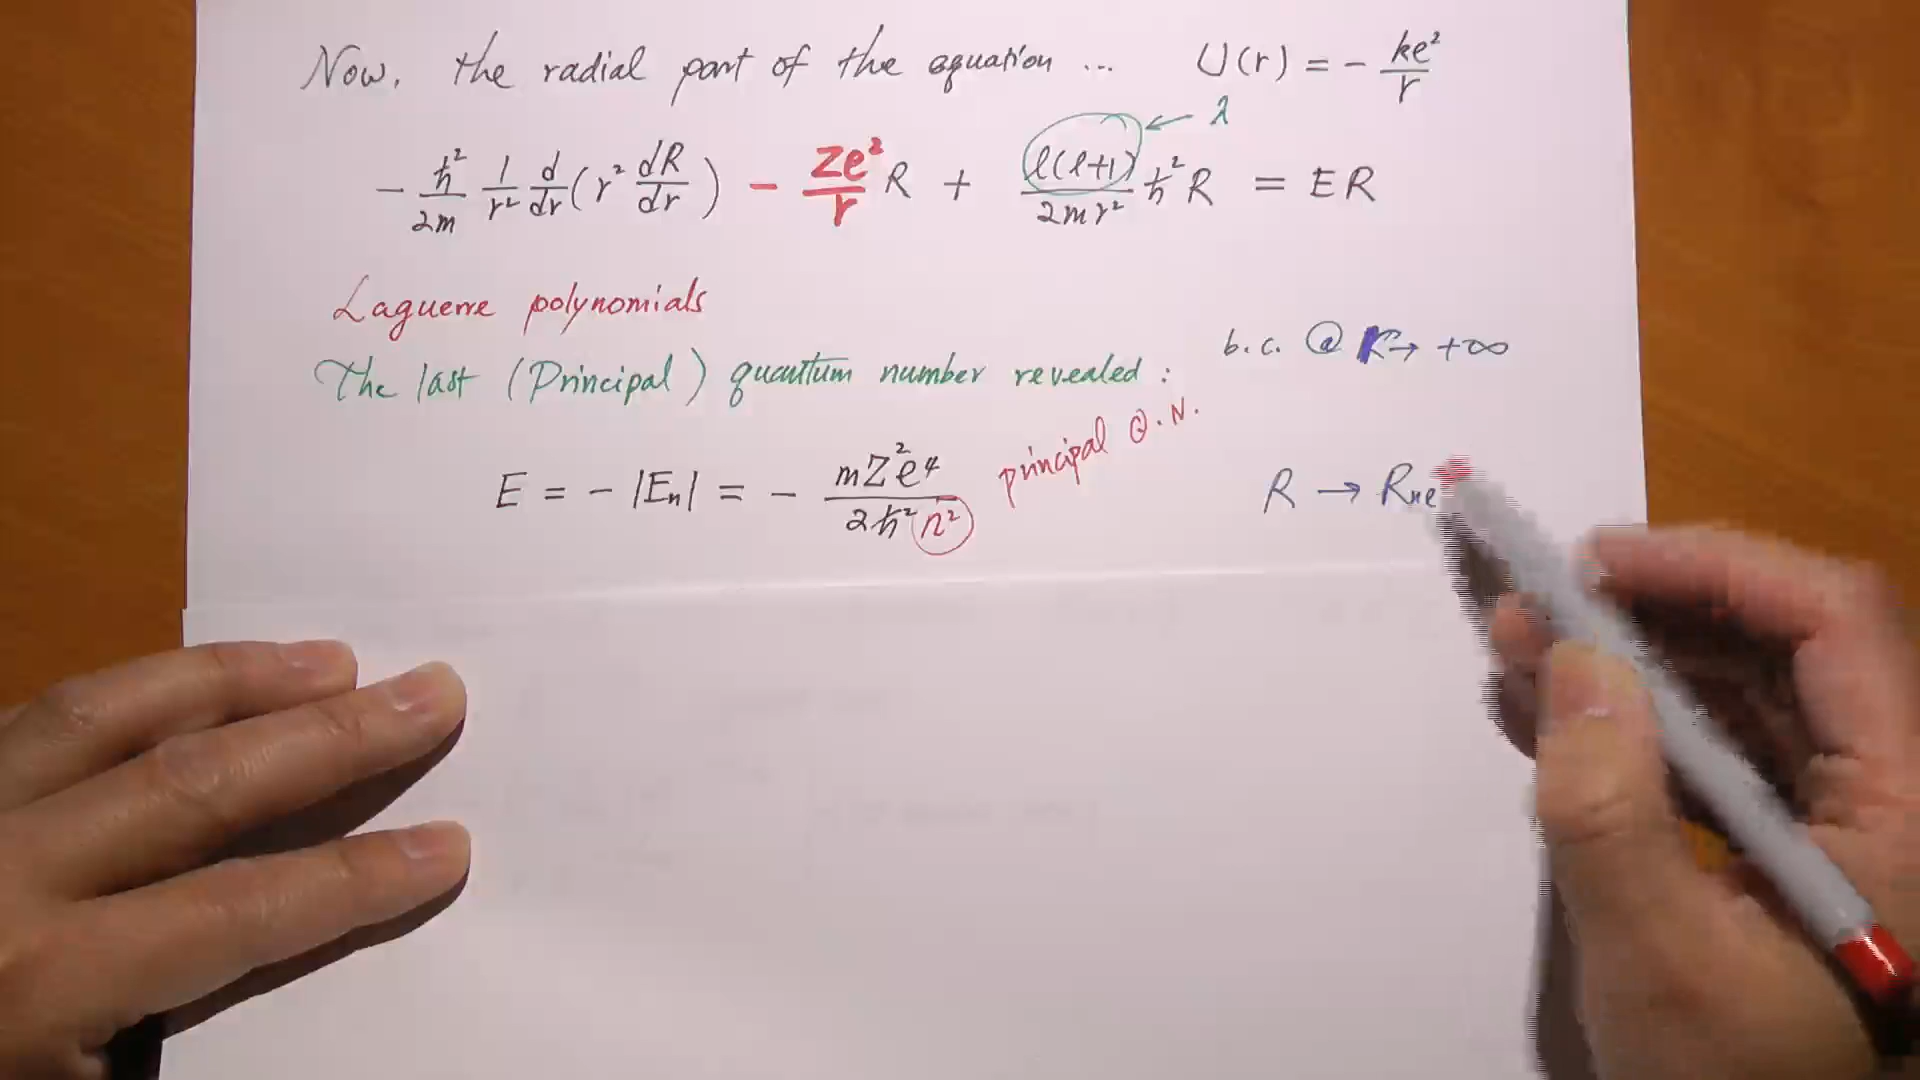 Now, the radial part of the equation ... U(r) = - ke²/r
- ħ²/2m 1/r² d/dr (r² dR/dr) - Ze²/r R + l(l+1)/2mr² ħ² R = ER ← λ
Laguerre polynomials
b.c. @ r → +∞
The last (Principal) quantum number revealed :
E = - |Eₙ| = - mZ²e⁴/2ħ²n² principal Q.N. R → Rₙₗ